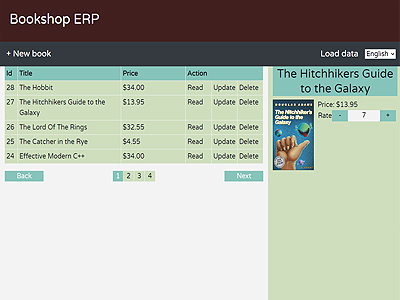 Bookshop ERP
+ New book
Load data
English
Id Title Price Action
28 The Hobbit $34.00 Read Update Delete
27 The Hitchhikers Guide to the Galaxy $13.95 Read Update Delete
26 The Lord Of The Rings $32.55 Read Update Delete
25 The Catcher in the Rye $4.55 Read Update Delete
24 Effective Modern C++ $34.00 Read Update Delete
Back 1 2 3 4 Next
The Hitchhikers Guide
to the Galaxy
DOUGLAS ADAMS
The Hitchhiker's
Guide to the
Galaxy
Price: $13.95
Rate - 7 +